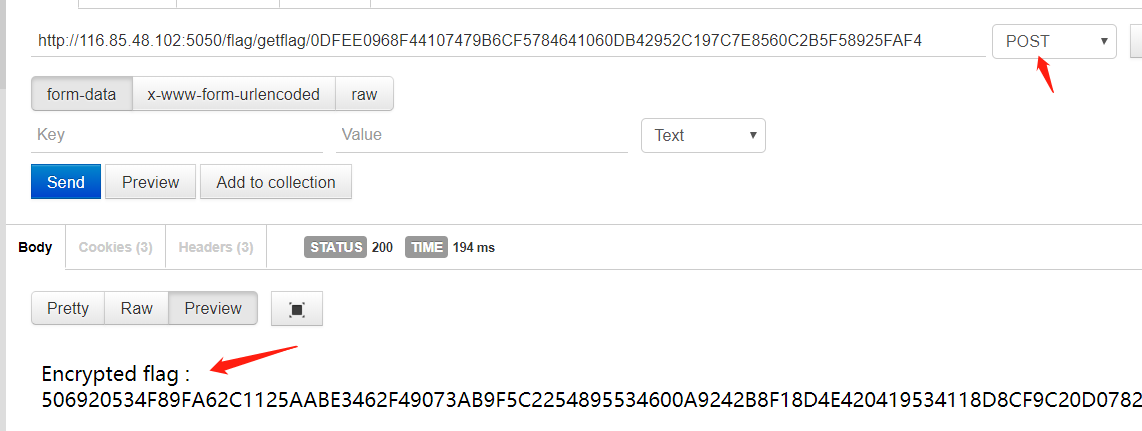 http://116.85.48.102:5050/flag/getflag/0DFEE0968F44107479B6CF5784641060DB42952C197C7E8560C2B5F58925FAF4 POST
form-data x-www-form-urlencoded raw
Key Value Text
Send Preview Add to collection
Body Cookies (3) Headers (3) STATUS 200 TIME 194 ms
Pretty Raw Preview
Encrypted flag :
506920534F89FA62C1125AABE3462F49073AB9F5C2254895534600A9242B8F18D4E420419534118D8CF9C20D0782